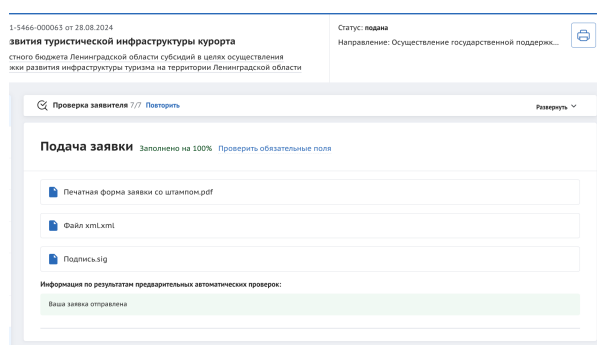 1-5466-000063 от 28.08.2024
звития туристической инфраструктуры курорта
стного бюджета Ленинградской области субсидий в целях осуществления
жки развития инфраструктуры туризма на территории Ленинградской области
Статус: подана
Направление: Осуществление государственной поддержк...
Проверка заявителя 7/7 Повторить
Развернуть
Подача заявки Заполнено на 100% Проверить обязательные поля
Печатная форма заявки со штампом.pdf
Файл xml.xml
Подпись.sig
Информация по результатам предварительных автоматических проверок:
Ваша заявка отправлена